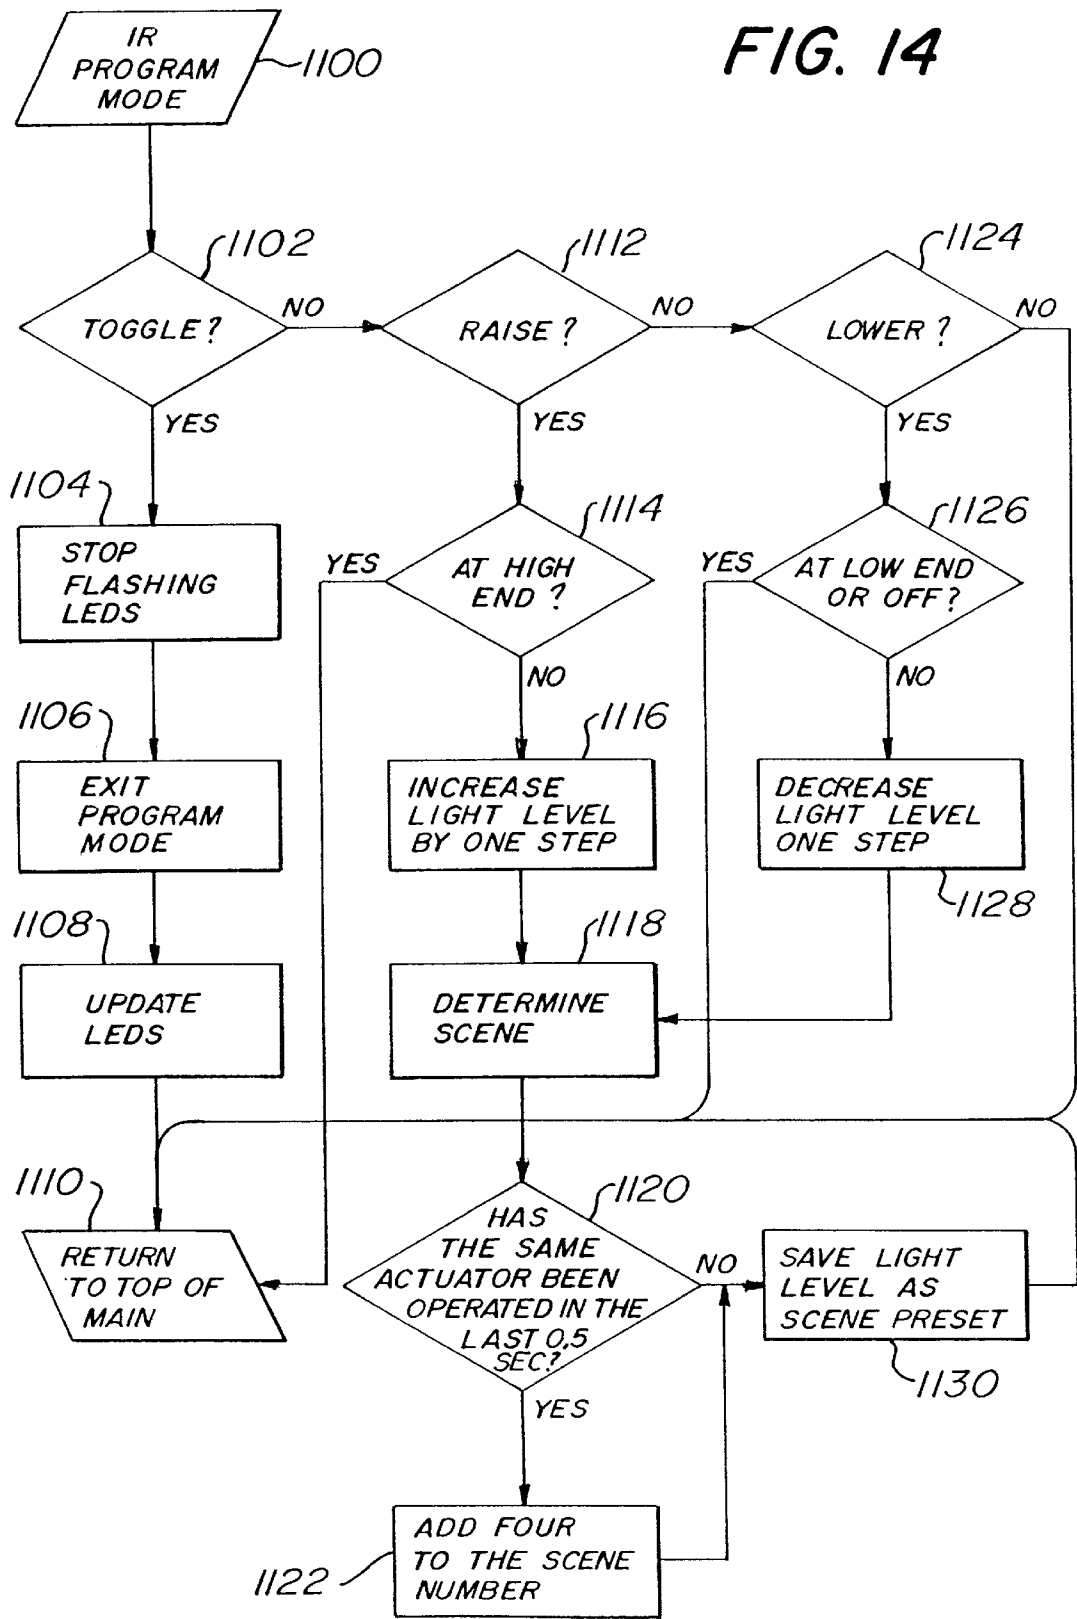 FIG. 14
IR
PROGRAM
MODE
1100
1102
TOGGLE?
NO
YES
1112
RAISE?
NO
YES
1124
LOWER?
NO
YES
1104
STOP
FLASHING
LEDS
1114
AT HIGH
END?
YES
NO
1126
AT LOW END
OR OFF?
YES
NO
1106
EXIT
PROGRAM
MODE
1116
INCREASE
LIGHT LEVEL
BY ONE STEP
DECREASE
LIGHT LEVEL
ONE STEP
1128
1108
UPDATE
LEDS
1118
DETERMINE
SCENE
1110
RETURN
TO TOP OF
MAIN
1120
HAS
THE SAME
ACTUATOR BEEN
OPERATED IN THE
LAST 0.5
SEC?
NO
YES
SAVE LIGHT
LEVEL AS
SCENE PRESET
1130
ADD FOUR
TO THE SCENE
NUMBER
1122